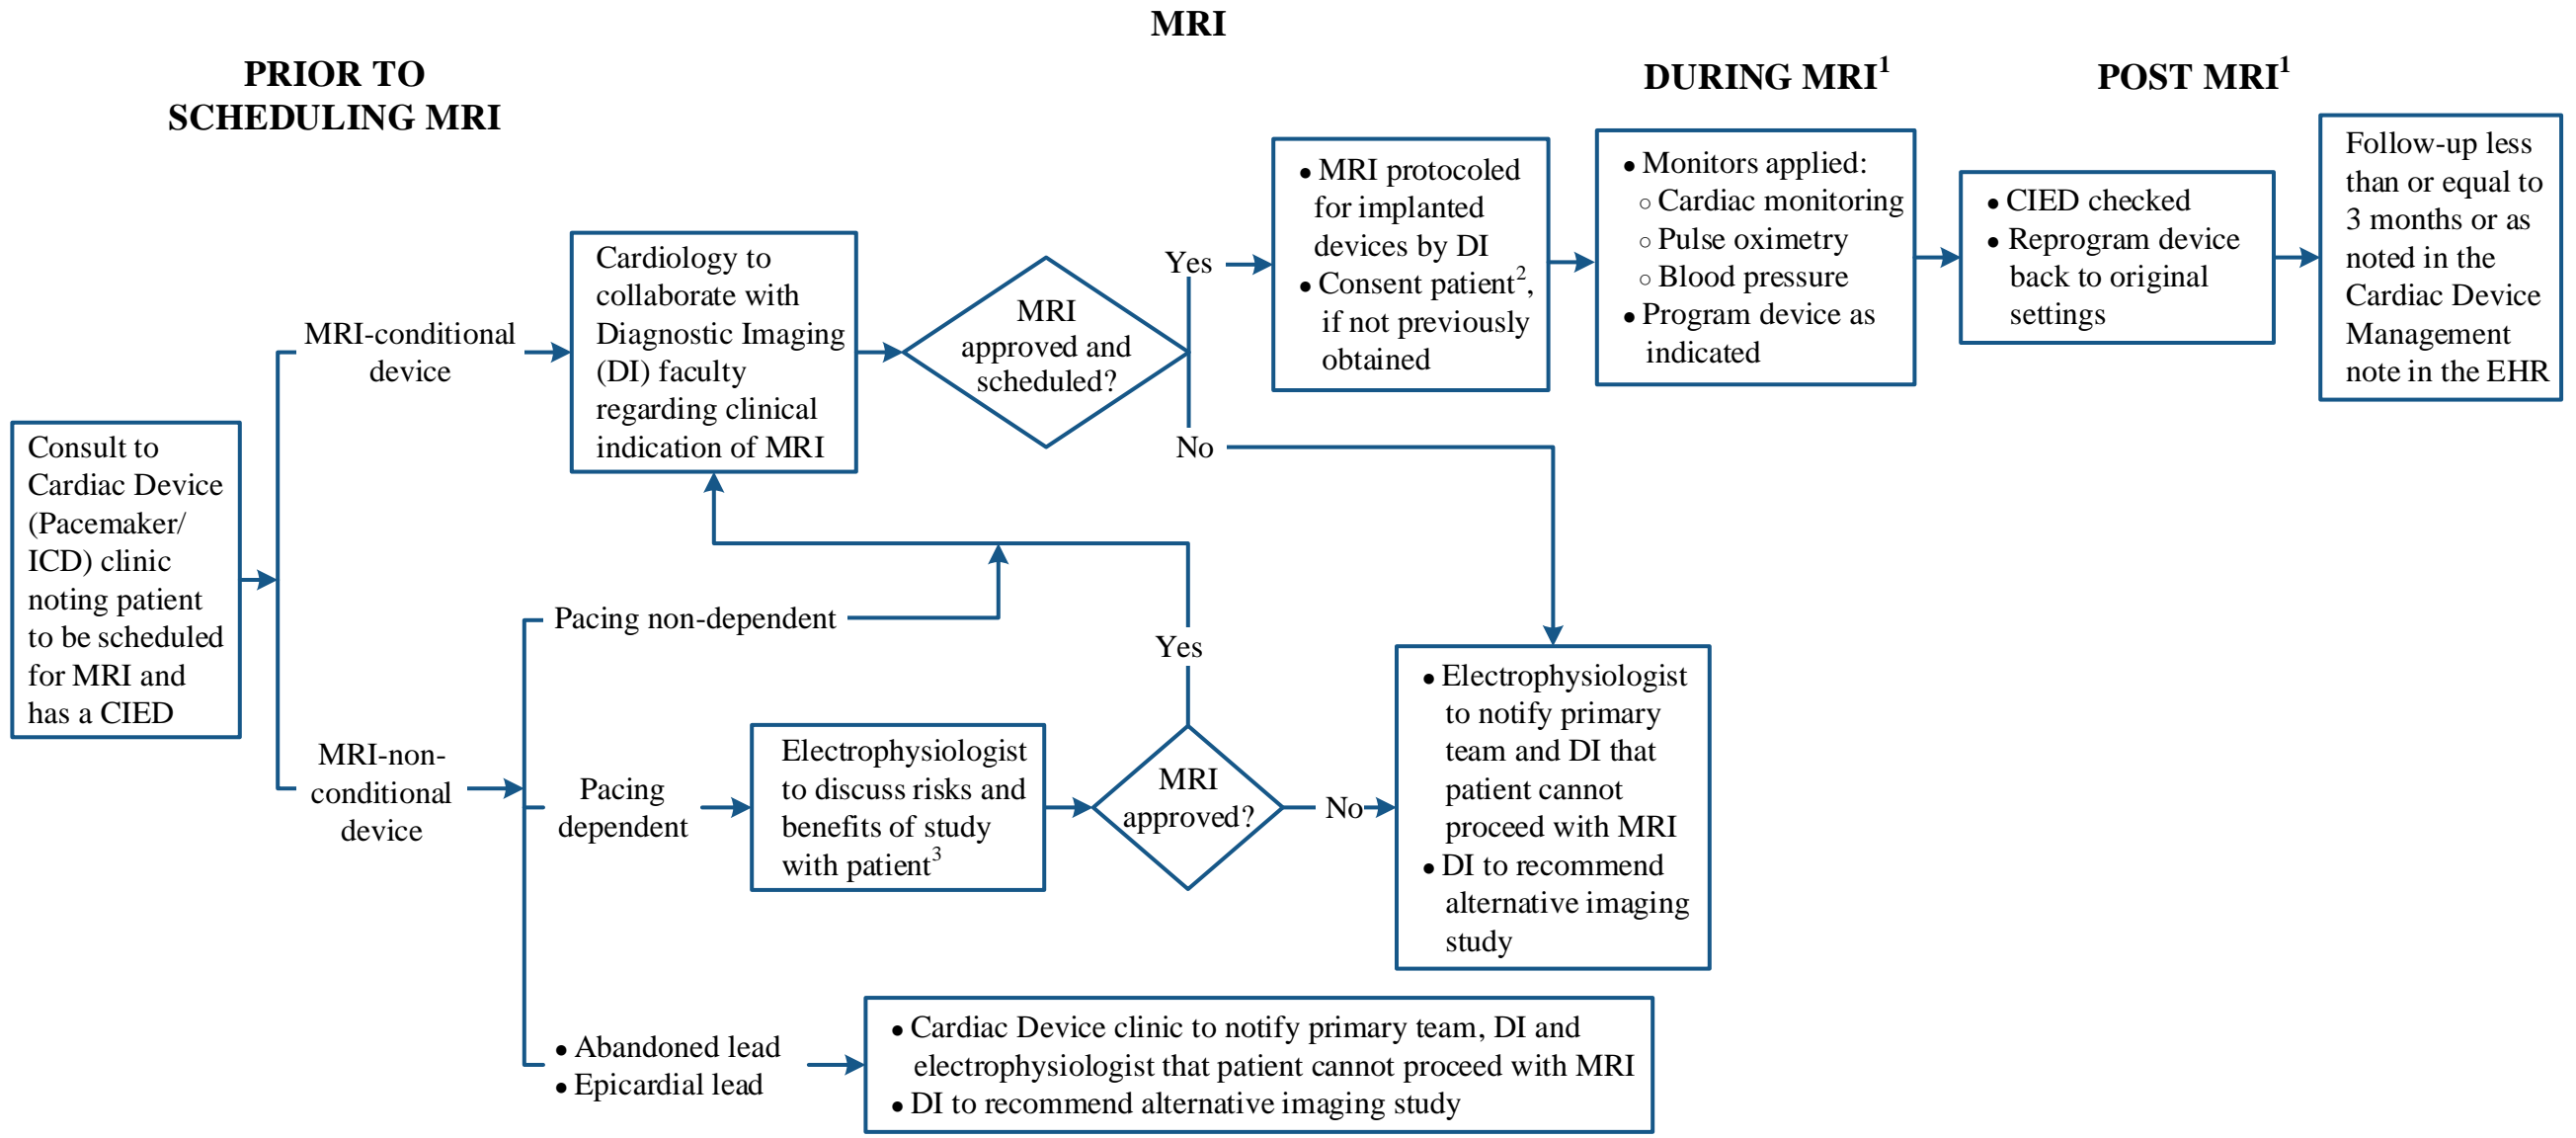 MRI
PRIOR TO
SCHEDULING MRI
DURING MRI¹
POST MRI¹
Consult to
Cardiac Device
(Pacemaker/
ICD) clinic
noting patient
to be scheduled
for MRI and
has a CIED
MRI-conditional
device
Cardiology to
collaborate with
Diagnostic Imaging
(DI) faculty
regarding clinical
indication of MRI
MRI
approved and
scheduled?
Yes
• MRI protocoled
for implanted
devices by DI
• Consent patient²,
if not previously
obtained
• Monitors applied:
○ Cardiac monitoring
○ Pulse oximetry
○ Blood pressure
• Program device as
indicated
• CIED checked
• Reprogram device
back to original
settings
Follow-up less
than or equal to
3 months or as
noted in the
Cardiac Device
Management
note in the EHR
No
MRI-non-
conditional
device
Pacing non-dependent
Pacing
dependent
Electrophysiologist
to discuss risks and
benefits of study
with patient³
MRI
approved?
Yes
No
• Electrophysiologist
to notify primary
team and DI that
patient cannot
proceed with MRI
• DI to recommend
alternative imaging
study
• Abandoned lead
• Epicardial lead
• Cardiac Device clinic to notify primary team, DI and
electrophysiologist that patient cannot proceed with MRI
• DI to recommend alternative imaging study